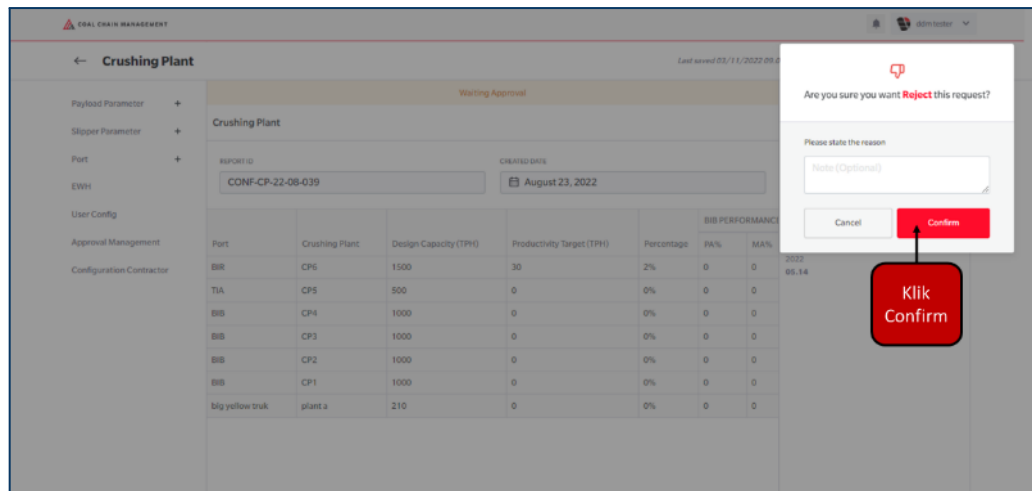 COAL CHAIN MANAGEMENT
ddm tester
← Crushing Plant
Last saved 03/11/2022 05.0
Payload Parameter +
Slipper Parameter +
Port +
EWH
User Config
Approval Management
Configuration Contractor
Waiting Approval
Crushing Plant
REPORT ID
CREATED DATE
CONF-CP-22-08-039
August 23, 2022
BIB PERFORMANC
Port Crushing Plant Design Capacity (TPH) Productivity Target (TPH) Percentage PA% MA%
BIR CP6 1500 30 2% 0 0
TIA CP5 500 0 0% 0 0
BIB CP4 1000 0 0% 0 0
BIB CP3 1000 0 0% 0 0
BIB CP2 1000 0 0% 0 0
BIB CP1 1000 0 0% 0 0
big yellow truk plant a 210 0 0% 0 0
Are you sure you want Reject this request?
Please state the reason
Note (Optional)
Cancel
Confirm
2022
05.14
Klik
Confirm